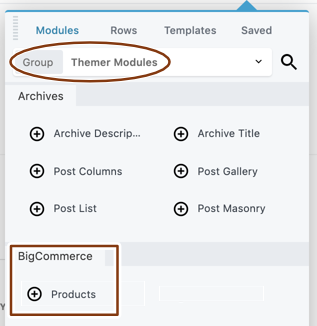 Modules Rows Templates Saved
Group Themer Modules
Archives
Archive Descrip... Archive Title
Post Columns Post Gallery
Post List Post Masonry
BigCommerce
Products
Y